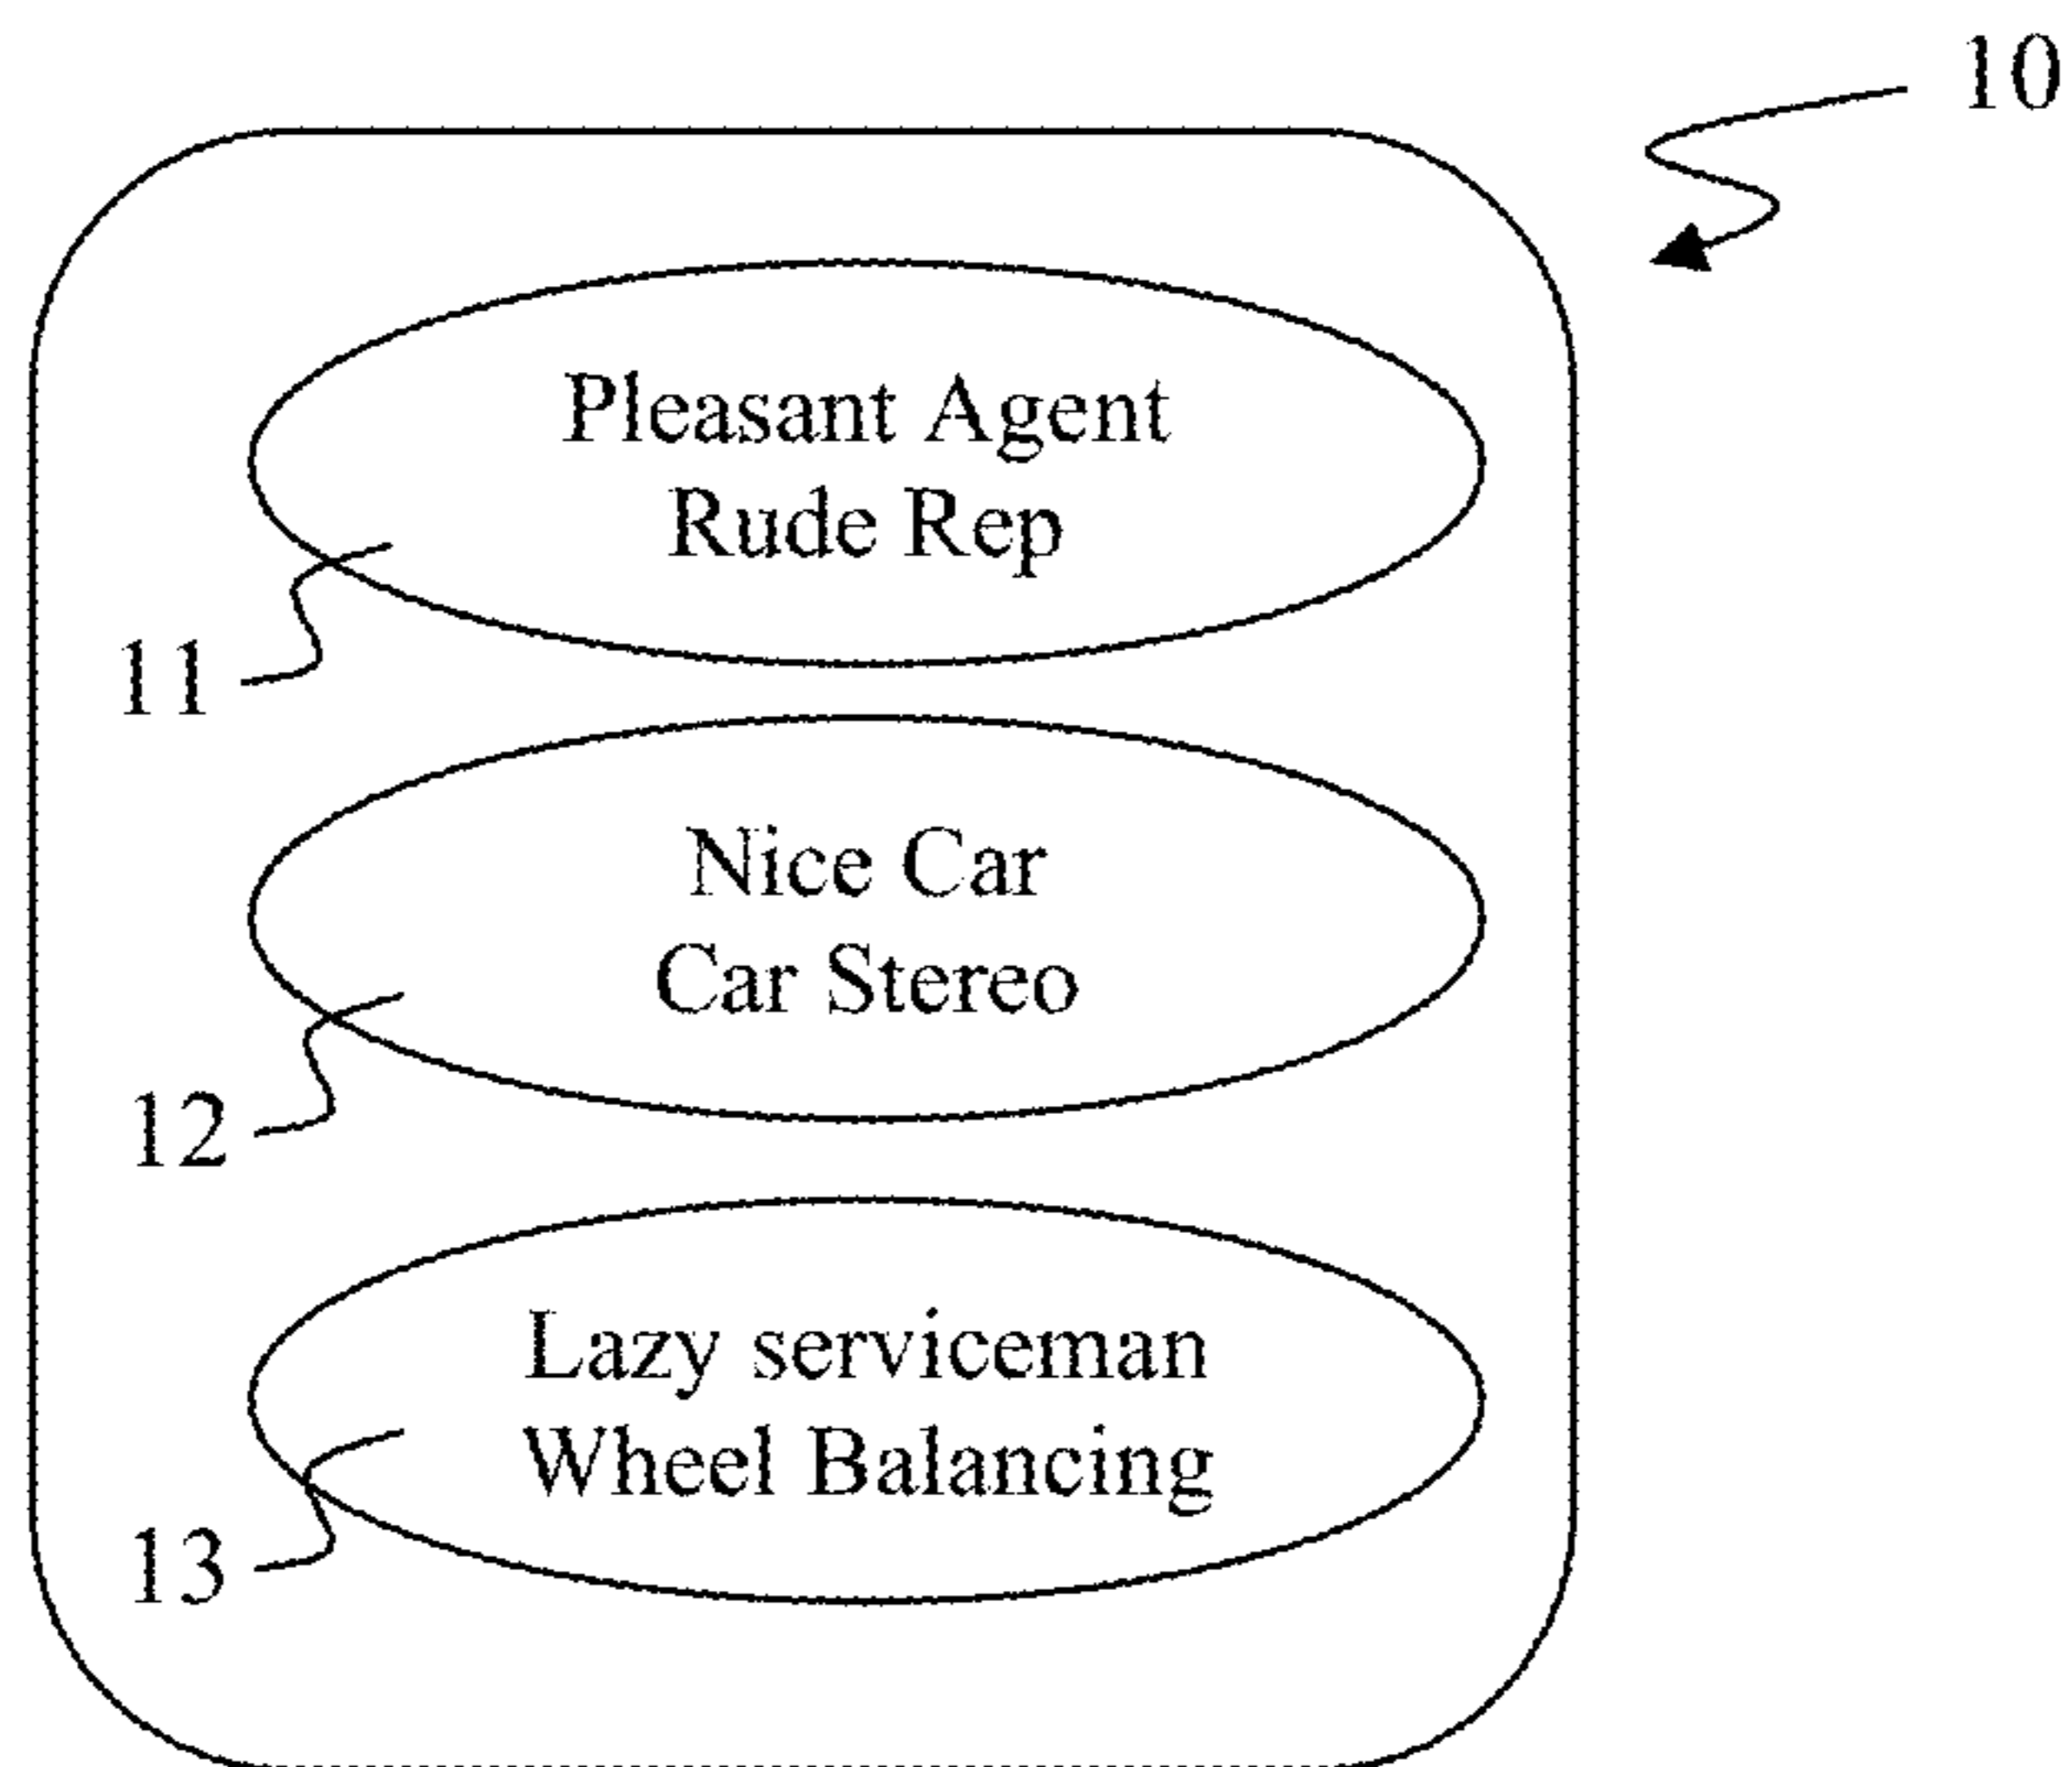 10
Pleasant Agent
Rude Rep
11
Nice Car
Car Stereo
12
Lazy serviceman
Wheel Balancing
13